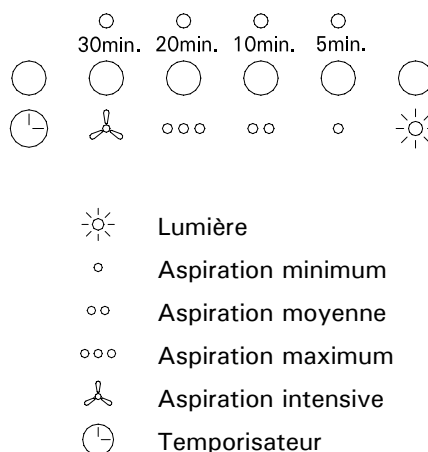 30min. 20min. 10min. 5min.
Lumière
Aspiration minimum
Aspiration moyenne
Aspiration maximum
Aspiration intensive
Temporisateur